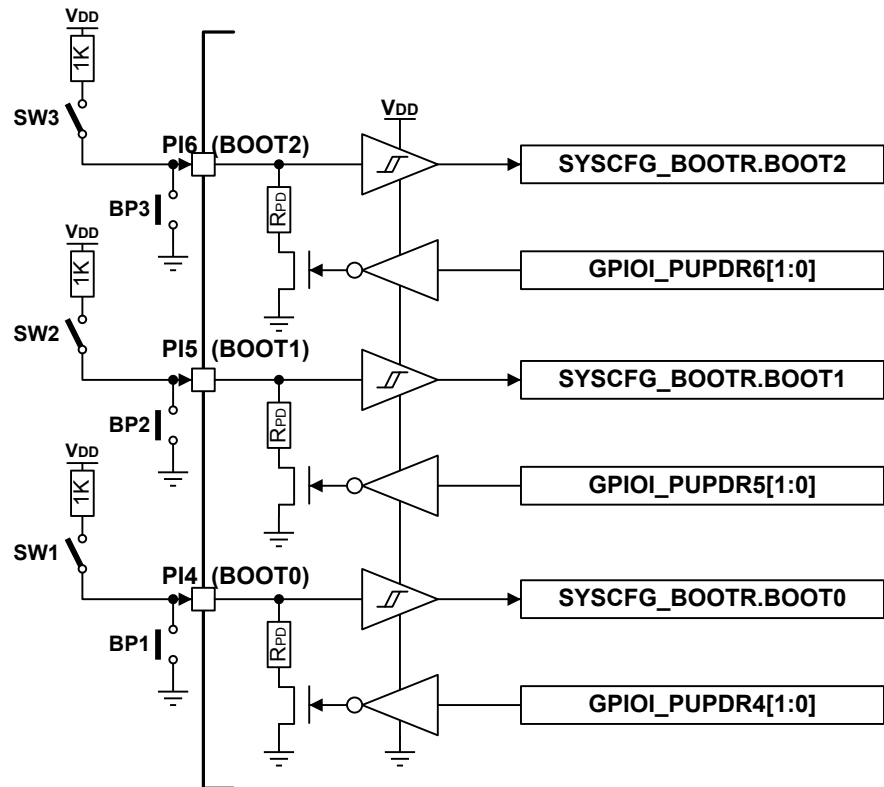 VDD
1K
SW3
VDD
PI6 (BOOT2)
SYSCFG_BOOTR.BOOT2
RPD
BP3
VDD
GPIOI_PUPDR6[1:0]
1K
SW2
PI5 (BOOT1)
SYSCFG_BOOTR.BOOT1
RPD
BP2
VDD
GPIOI_PUPDR5[1:0]
1K
SW1
PI4 (BOOT0)
SYSCFG_BOOTR.BOOT0
RPD
BP1
GPIOI_PUPDR4[1:0]